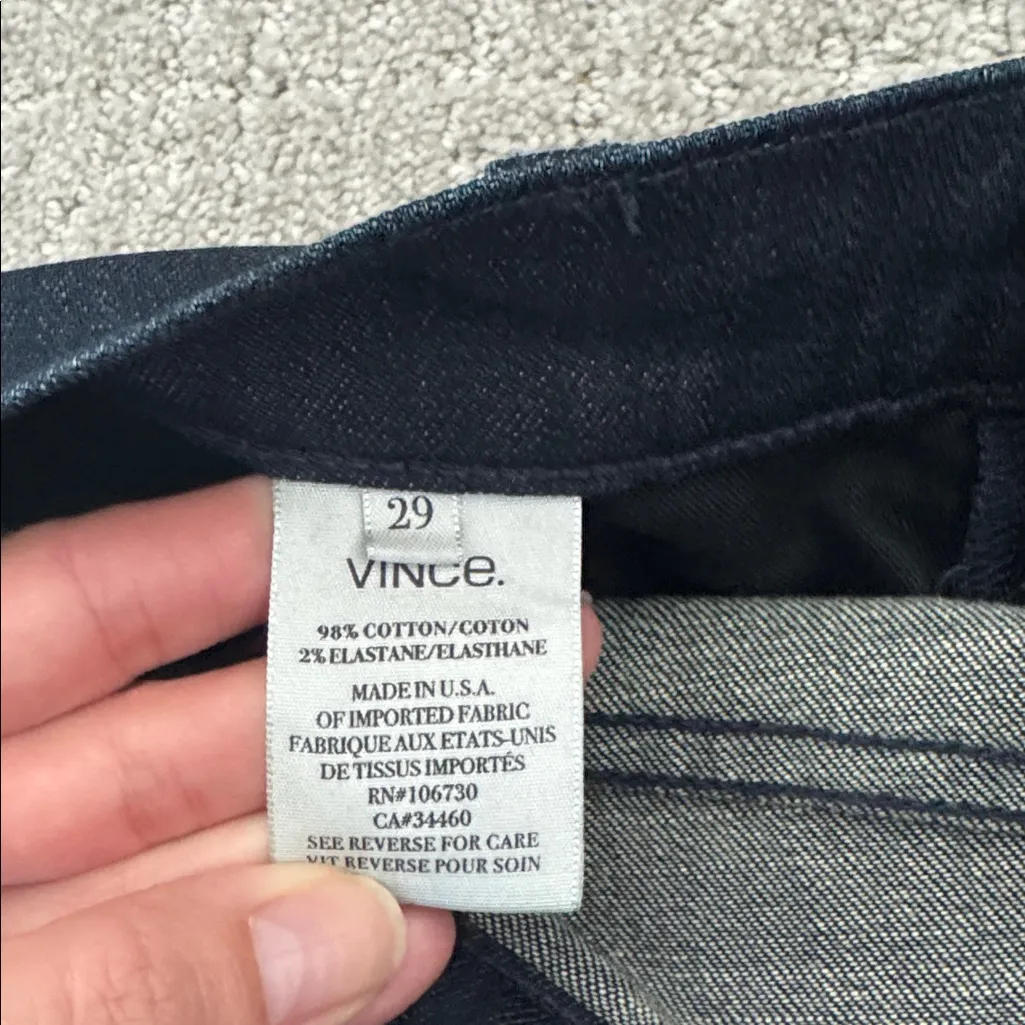 29
VINCe.
98% COTTON/COTON
2% ELASTANE/ELASTHANE
MADE IN U.S.A.
OF IMPORTED FABRIC
FABRIQUE AUX ETATS-UNIS
DE TISSUS IMPORTÉS
RN#106730
CA#34460
SEE REVERSE FOR CARE
VIT REVERSE POUR SOIN